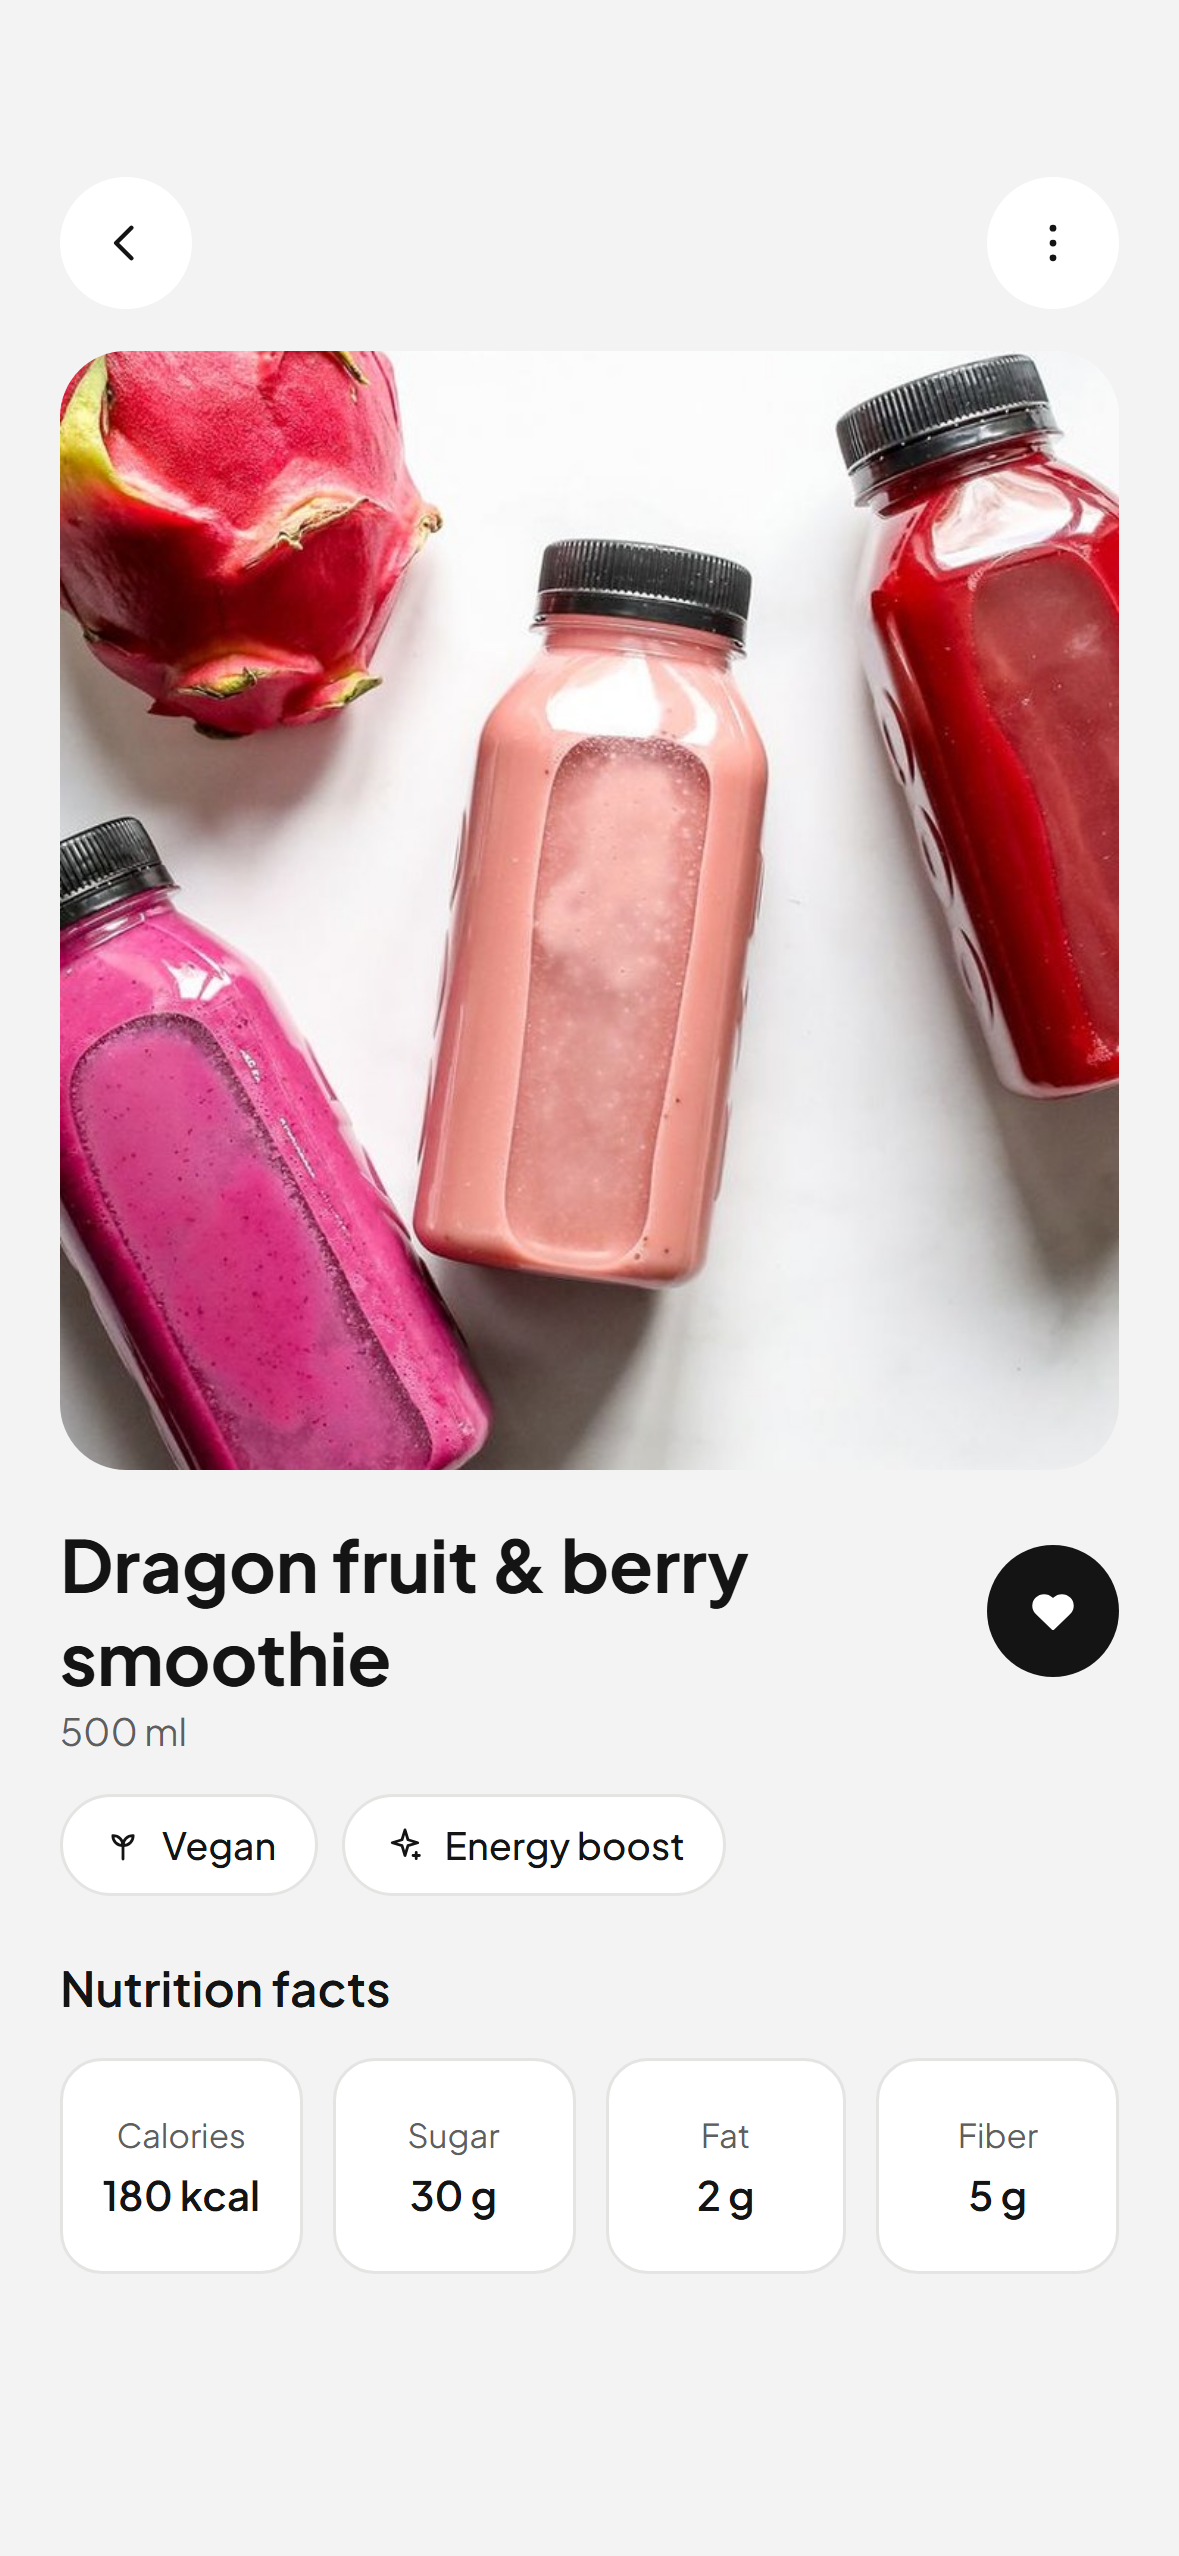 Dragon fruit & berry
smoothie
500 ml
Vegan
Energy boost
Nutrition facts
Calories
180 kcal
Sugar
30 g
Fat
2 g
Fiber
5 g